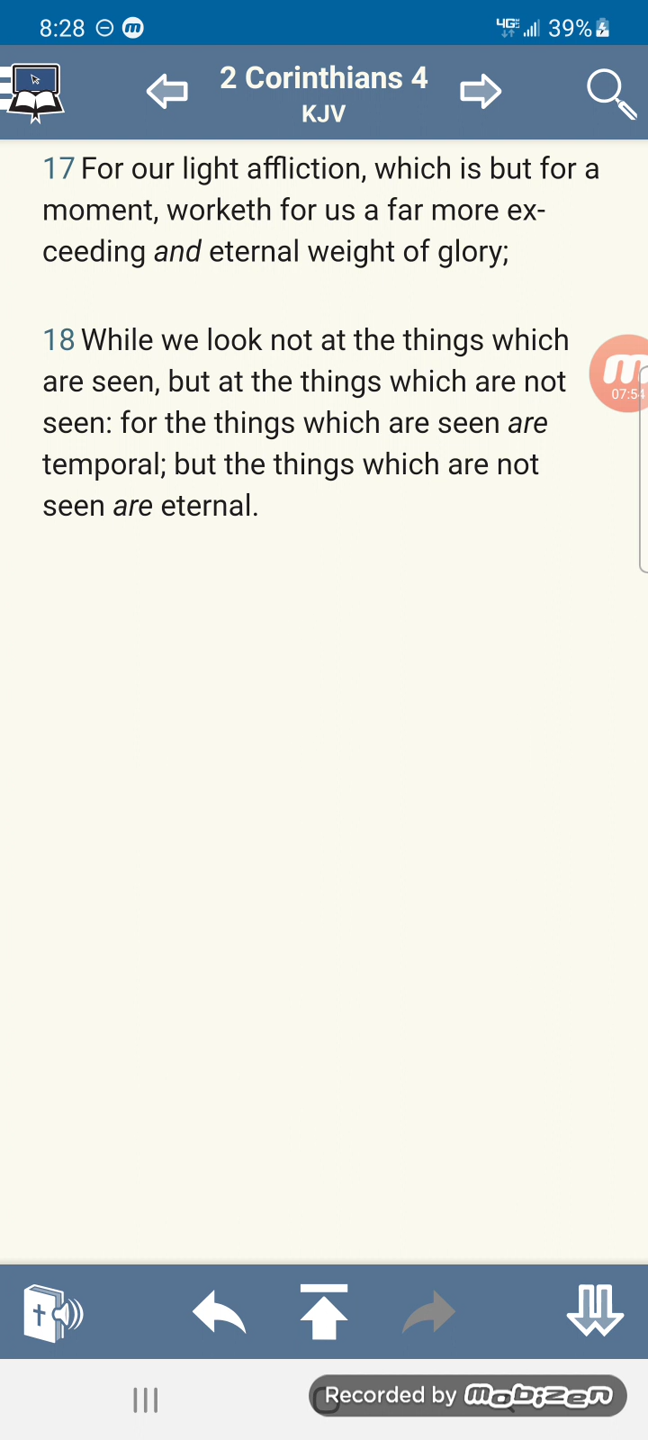 8:28 m 4GE 39%
2 Corinthians 4
KJV
17 For our light affliction, which is but for a
moment, worketh for us a far more ex-
ceeding and eternal weight of glory;
18 While we look not at the things which
are seen, but at the things which are not
seen: for the things which are seen are
temporal; but the things which are not
seen are eternal.
m
07:54
Recorded by mobizen